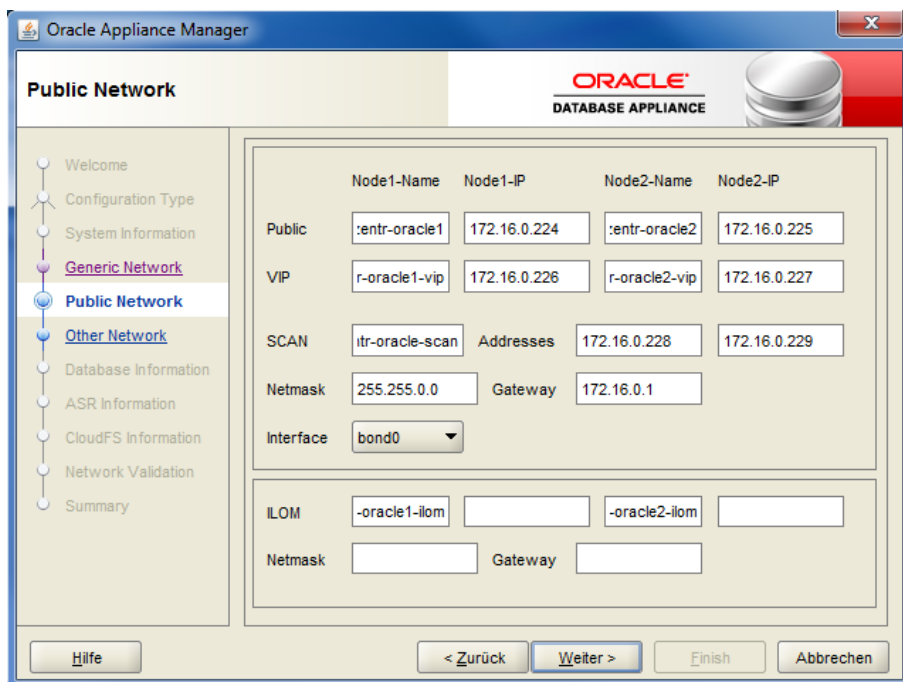 Oracle Appliance Manager
Public Network
ORACLE
DATABASE APPLIANCE
Welcome
Configuration Type
System Information
Generic Network
Public Network
Other Network
Database Information
ASR Information
CloudFS Information
Network Validation
Summary
Node1-Name Node1-IP Node2-Name Node2-IP
Public :entr-oracle1 172.16.0.224 :entr-oracle2 172.16.0.225
VIP r-oracle1-vip 172.16.0.226 r-oracle2-vip 172.16.0.227
SCAN ntr-oracle-scan Addresses 172.16.0.228 172.16.0.229
Netmask 255.255.0.0 Gateway 172.16.0.1
Interface bond0
ILOM -oracle1-ilom -oracle2-ilom
Netmask Gateway
Hilfe < Zurück Weiter > Finish Abbrechen